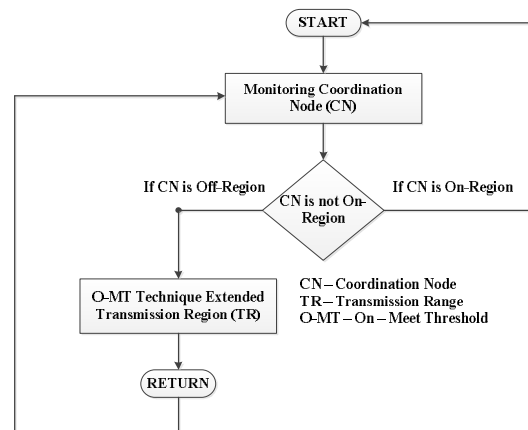 START
Monitoring Coordination
Node (CN)
If CN is Off-Region
CN is not On-
Region
If CN is On-Region
O-MT Technique Extended
Transmission Region (TR)
CN – Coordination Node
TR – Transmission Range
O-MT – On – Meet Threshold
RETURN